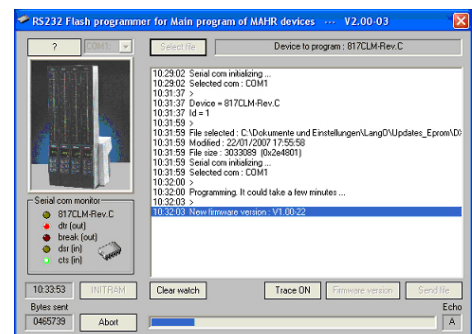 RS232 Flash programmer for Main program of MAHR devices --- V2.00-03
? COM1 Select file Device to program : 817CLM-Rev.C
10:29:02 Serial com initializing ...
10:29:02 Selected com : COM1
10:31:37 >
10:31:37 Device = 817CLM-Rev.C
10:31:37 Id = 1
10:31:59 >
10:31:59 File selected : C:\Dokumente und Einstellungen\LangO\Updates_Eprom\D
10:31:59 Modified : 22/01/2007 17:55:58
10:31:59 File size : 3033089 (0x2e4801)
10:31:59 Serial com initializing ...
10:31:59 Selected com : COM1
10:32:00 >
10:32:00 Programming. It could take a few minutes ...
10:32:03 >
10:32:03 New firmware version : V1.00-22
Serial com monitor
817CLM-Rev.C
dtr (out)
break (out)
dsr (in)
cts (in)
10:33:53 INITRAM Clear watch Trace ON Firmware version Send file
Bytes sent Echo
0465739 Abort A